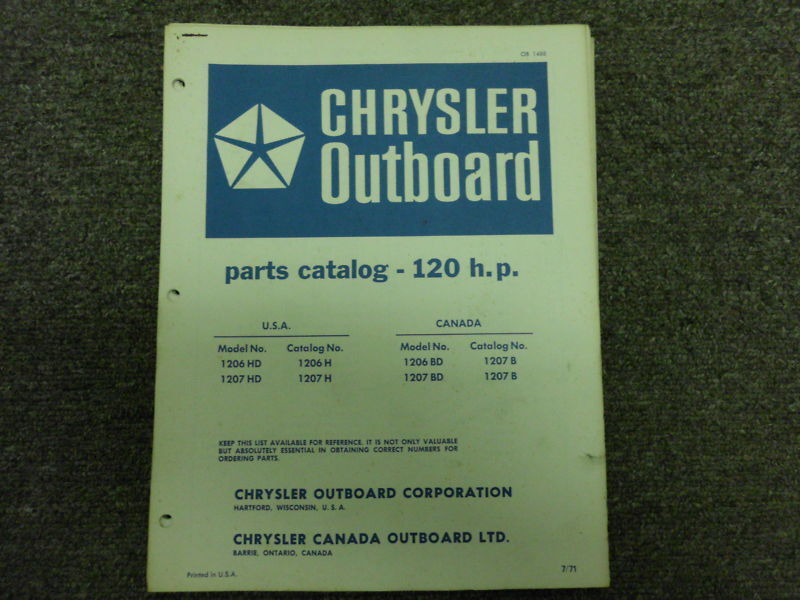 OB 1488
CHRYSLER
Outboard
parts catalog - 120 h.p.
U.S.A.
Model No. Catalog No.
1206 HD 1206 H
1207 HD 1207 H
CANADA
Model No. Catalog No.
1206 BD 1207 B
1207 BD 1207 B
KEEP THIS LIST AVAILABLE FOR REFERENCE. IT IS NOT ONLY VALUABLE
BUT ABSOLUTELY ESSENTIAL IN OBTAINING CORRECT NUMBERS FOR
ORDERING PARTS.
CHRYSLER OUTBOARD CORPORATION
HARTFORD, WISCONSIN, U. S. A.
CHRYSLER CANADA OUTBOARD LTD.
BARRIE, ONTARIO, CANADA
Printed in U.S.A.
7/71